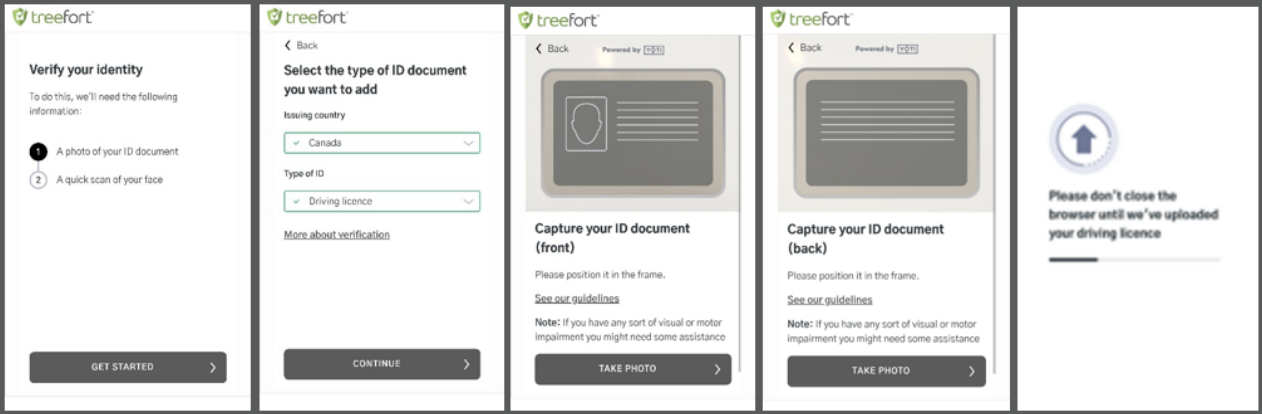 treefort™
Verify your identity
To do this, we'll need the following
information:
1 A photo of your ID document
2 A quick scan of your face
GET STARTED
treefort™
Back
Select the type of ID document
you want to add
Issuing country
Canada
Type of ID
Driving licence
More about verification
CONTINUE
treefort™
Back Powered by YOTI
Capture your ID document
(front)
Please position it in the frame.
See our guidelines
Note: If you have any sort of visual or motor
impairment you might need some assistance
TAKE PHOTO
treefort™
Back Powered by YOTI
Capture your ID document
(back)
Please position it in the frame.
See our guidelines
Note: If you have any sort of visual or motor
impairment you might need some assistance
TAKE PHOTO
Please don't close the
browser until we've uploaded
your driving licence